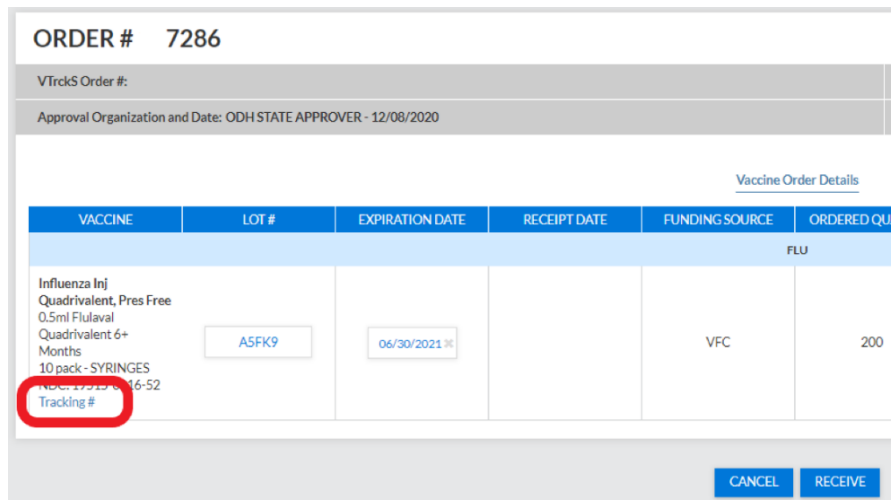 ORDER # 7286
VTrckS Order #:
Approval Organization and Date: ODH STATE APPROVER - 12/08/2020
Vaccine Order Details
VACCINE LOT # EXPIRATION DATE RECEIPT DATE FUNDING SOURCE ORDERED QU
FLU
Influenza Inj
Quadrivalent, Pres Free
0.5ml Flulaval
Quadrivalent 6+
Months
10 pack - SYRINGES
A5FK9 06/30/2021 VFC 200
Tracking #
CANCEL RECEIVE